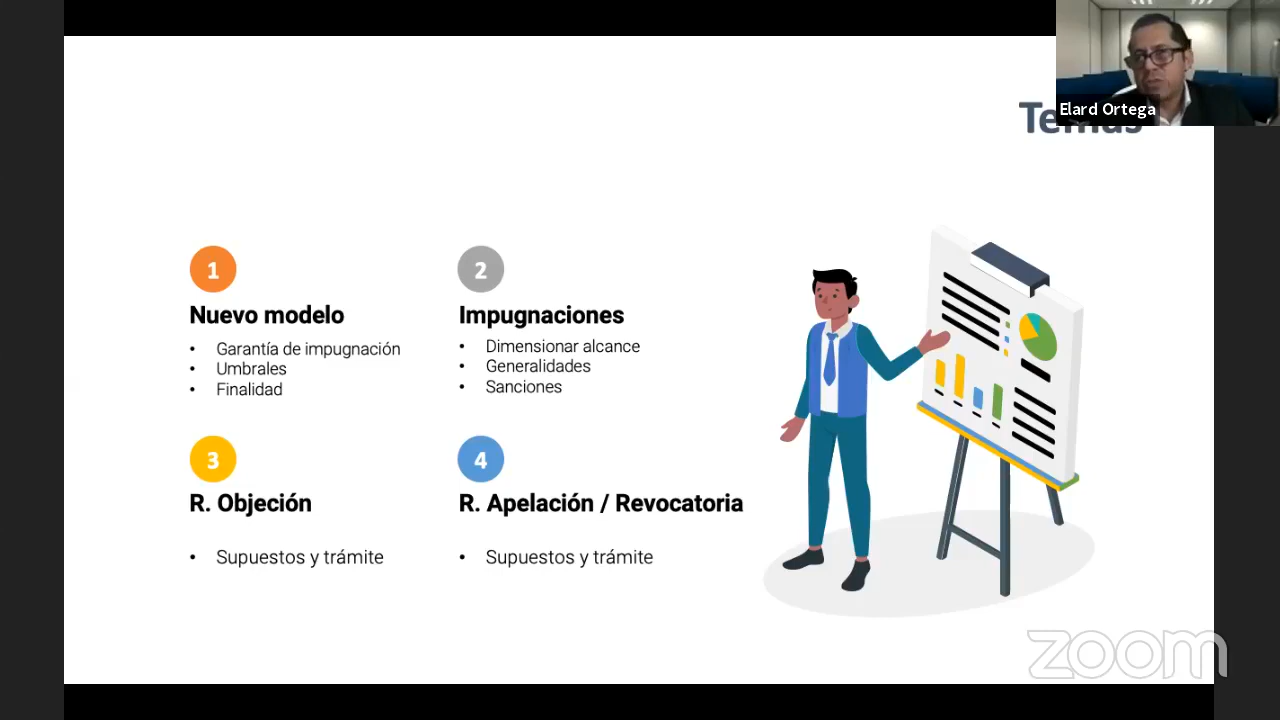 Elard Ortega
1
Nuevo modelo
• Garantía de impugnación
• Umbrales
• Finalidad
2
Impugnaciones
• Dimensionar alcance
• Generalidades
• Sanciones
3
R. Objeción
• Supuestos y trámite
4
R. Apelación / Revocatoria
• Supuestos y trámite
zoom